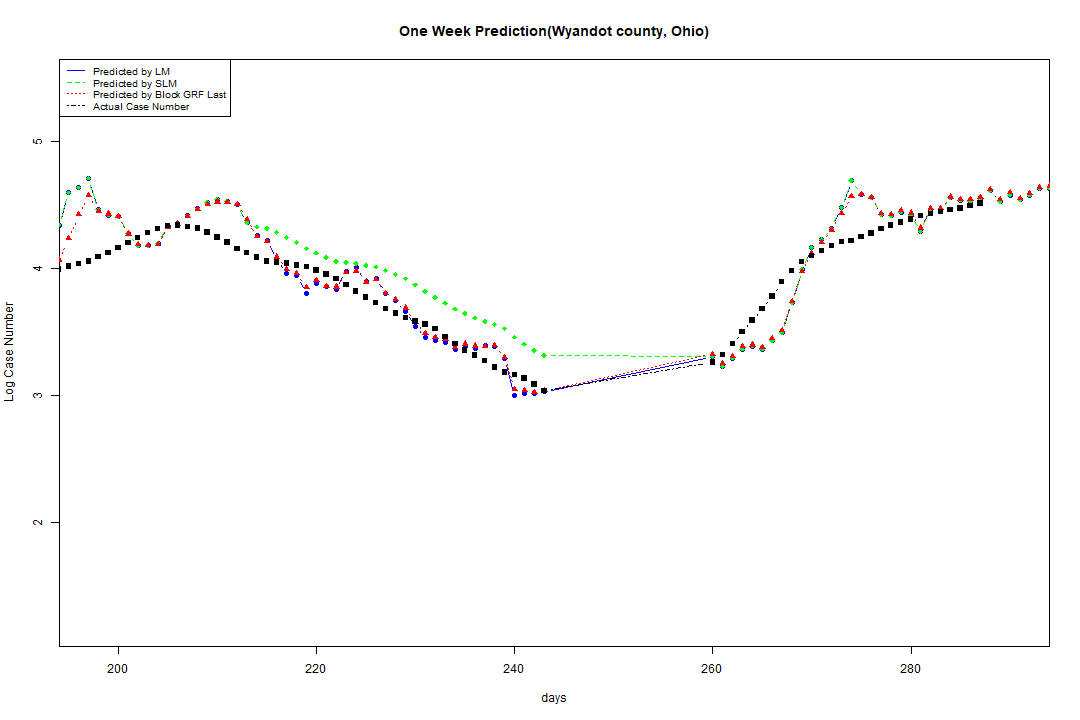 One Week Prediction(Wyandot county, Ohio)
Predicted by LM
Predicted by SLM
Predicted by Block GRF Last
Actual Case Number
5
4
3
2
Log Case Number
200 220 240 260 280
days